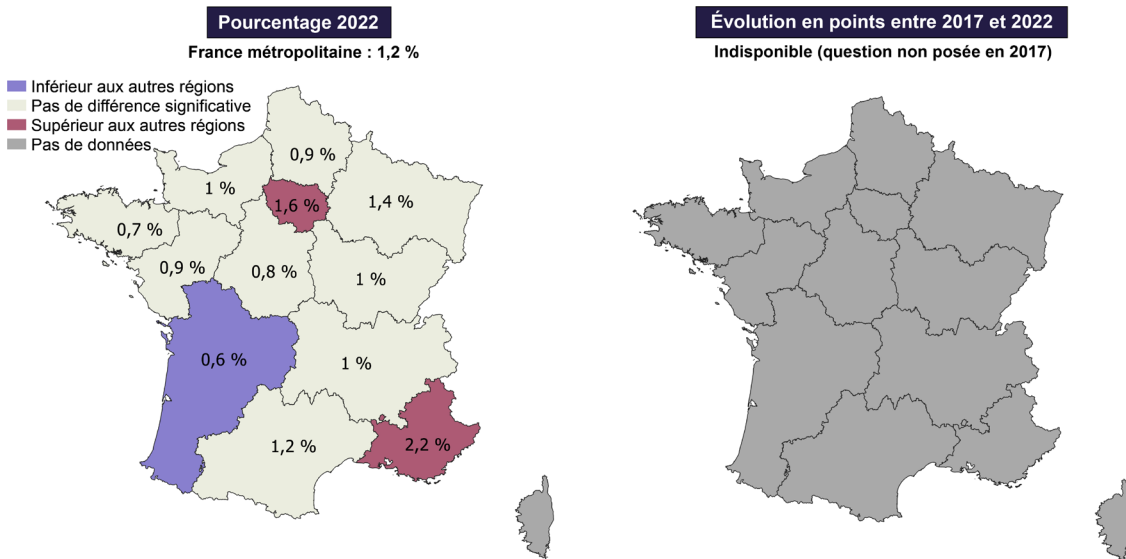 Pourcentage 2022
France métropolitaine : 1,2 %
Inférieur aux autres régions
Pas de différence significative
Supérieur aux autres régions
Pas de données
0,9 %
1 %
1,6 %
1,4 %
0,7 %
0,9 %
0,8 %
1 %
0,6 %
1 %
1,2 %
2,2 %
Évolution en points entre 2017 et 2022
Indisponible (question non posée en 2017)